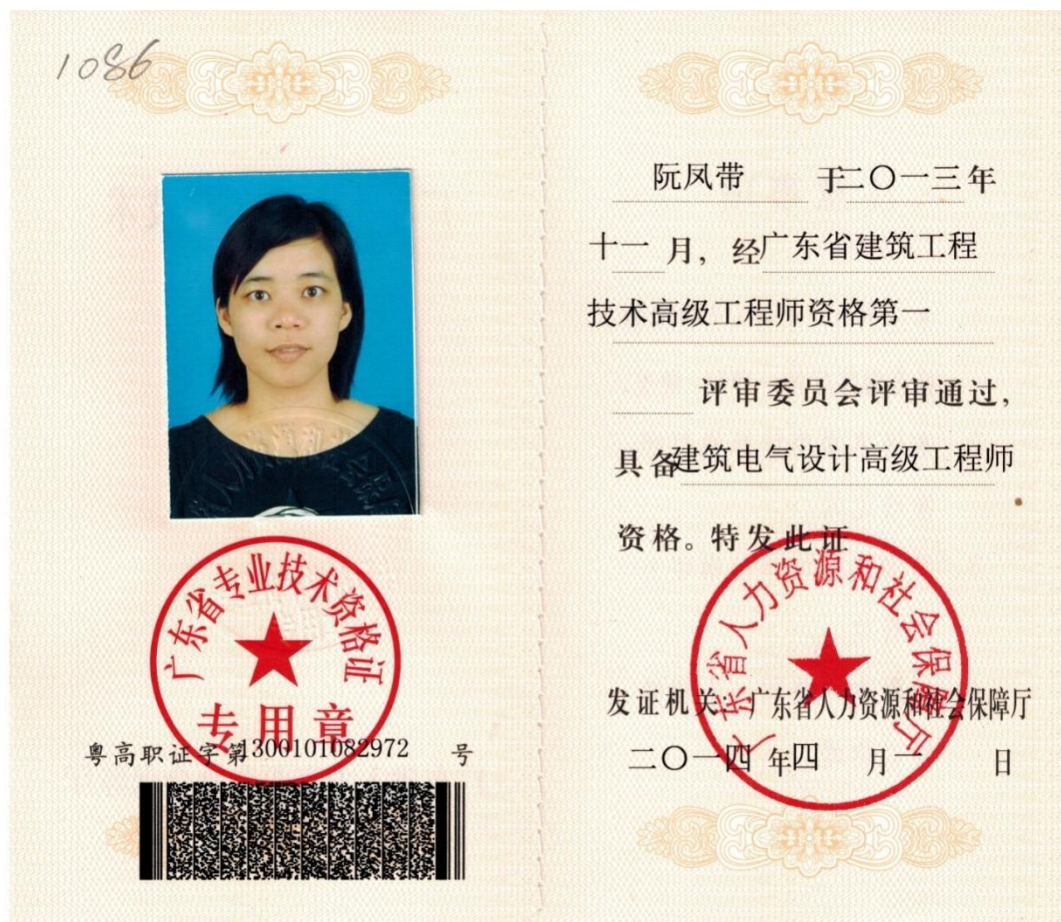 1086
广东省专业技术资格证
专用章
粤高职证字第1300101082972 号
阮凤带 于二〇一三年
十一月，经广东省建筑工程
技术高级工程师资格第一
评审委员会评审通过，
具备建筑电气设计高级工程师
资格。特发此证
广东省人力资源和社会保障厅
发证机关：广东省人力资源和社会保障厅
二〇一四年四月一日